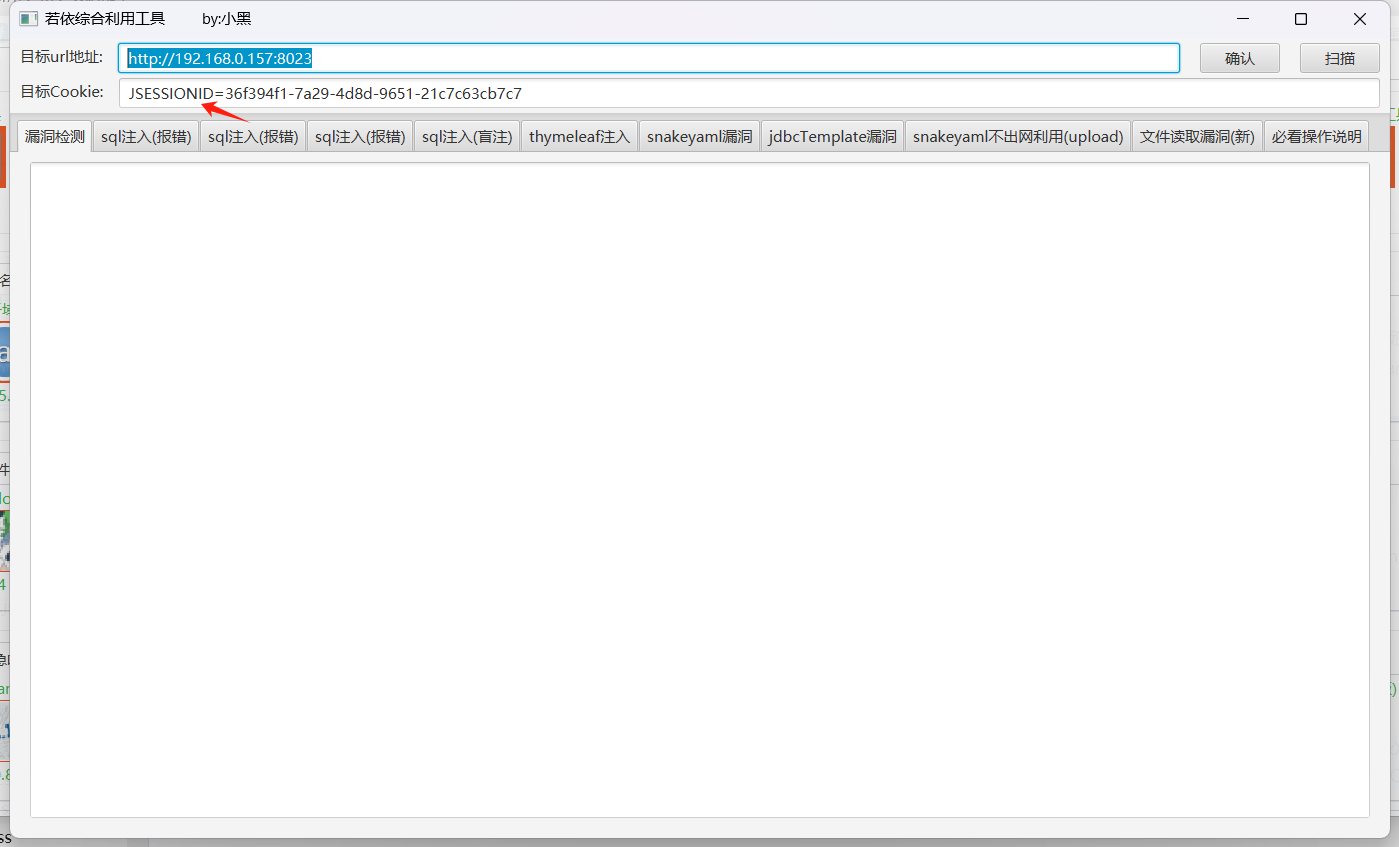 若依综合利用工具 by:小黑
目标url地址: http://192.168.0.157:8023 确认 扫描
目标Cookie: JSESSIONID=36f394f1-7a29-4d8d-9651-21c7c63cb7c7
漏洞检测 sql注入(报错) sql注入(报错) sql注入(报错) sql注入(盲注) thymeleaf注入 snakeyaml漏洞 jdbcTemplate漏洞 snakeyaml不出网利用(upload) 文件读取漏洞(新) 必看操作说明